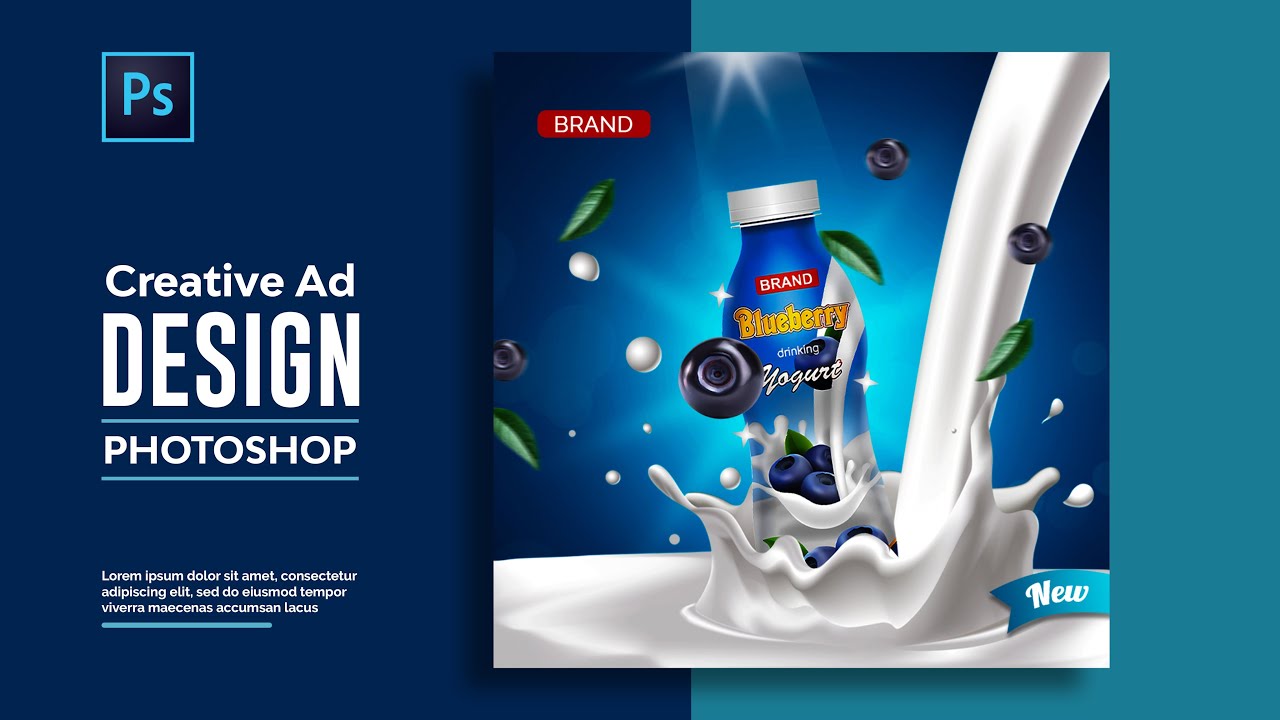 Ps
Creative Ad
DESIGN
PHOTOSHOP
Lorem ipsum dolor sit amet, consectetur
adipiscing elit, sed do eiusmod tempor
viverra maecenas accumsan lacus
BRAND
BRAND
Blueberry
drinking
Yogurt
New